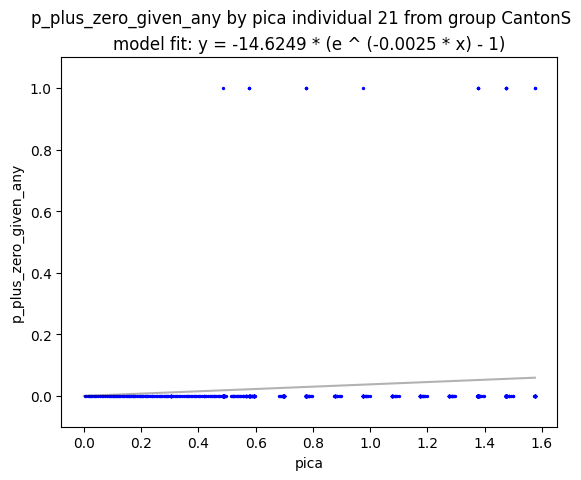 p_plus_zero_given_any by pica individual 21 from group CantonS
model fit: y = -14.6249 * (e ^ (-0.0025 * x) - 1)
1.0
0.8
0.6
0.4
0.2
0.0
p_plus_zero_given_any
0.0 0.2 0.4 0.6 0.8 1.0 1.2 1.4 1.6
pica